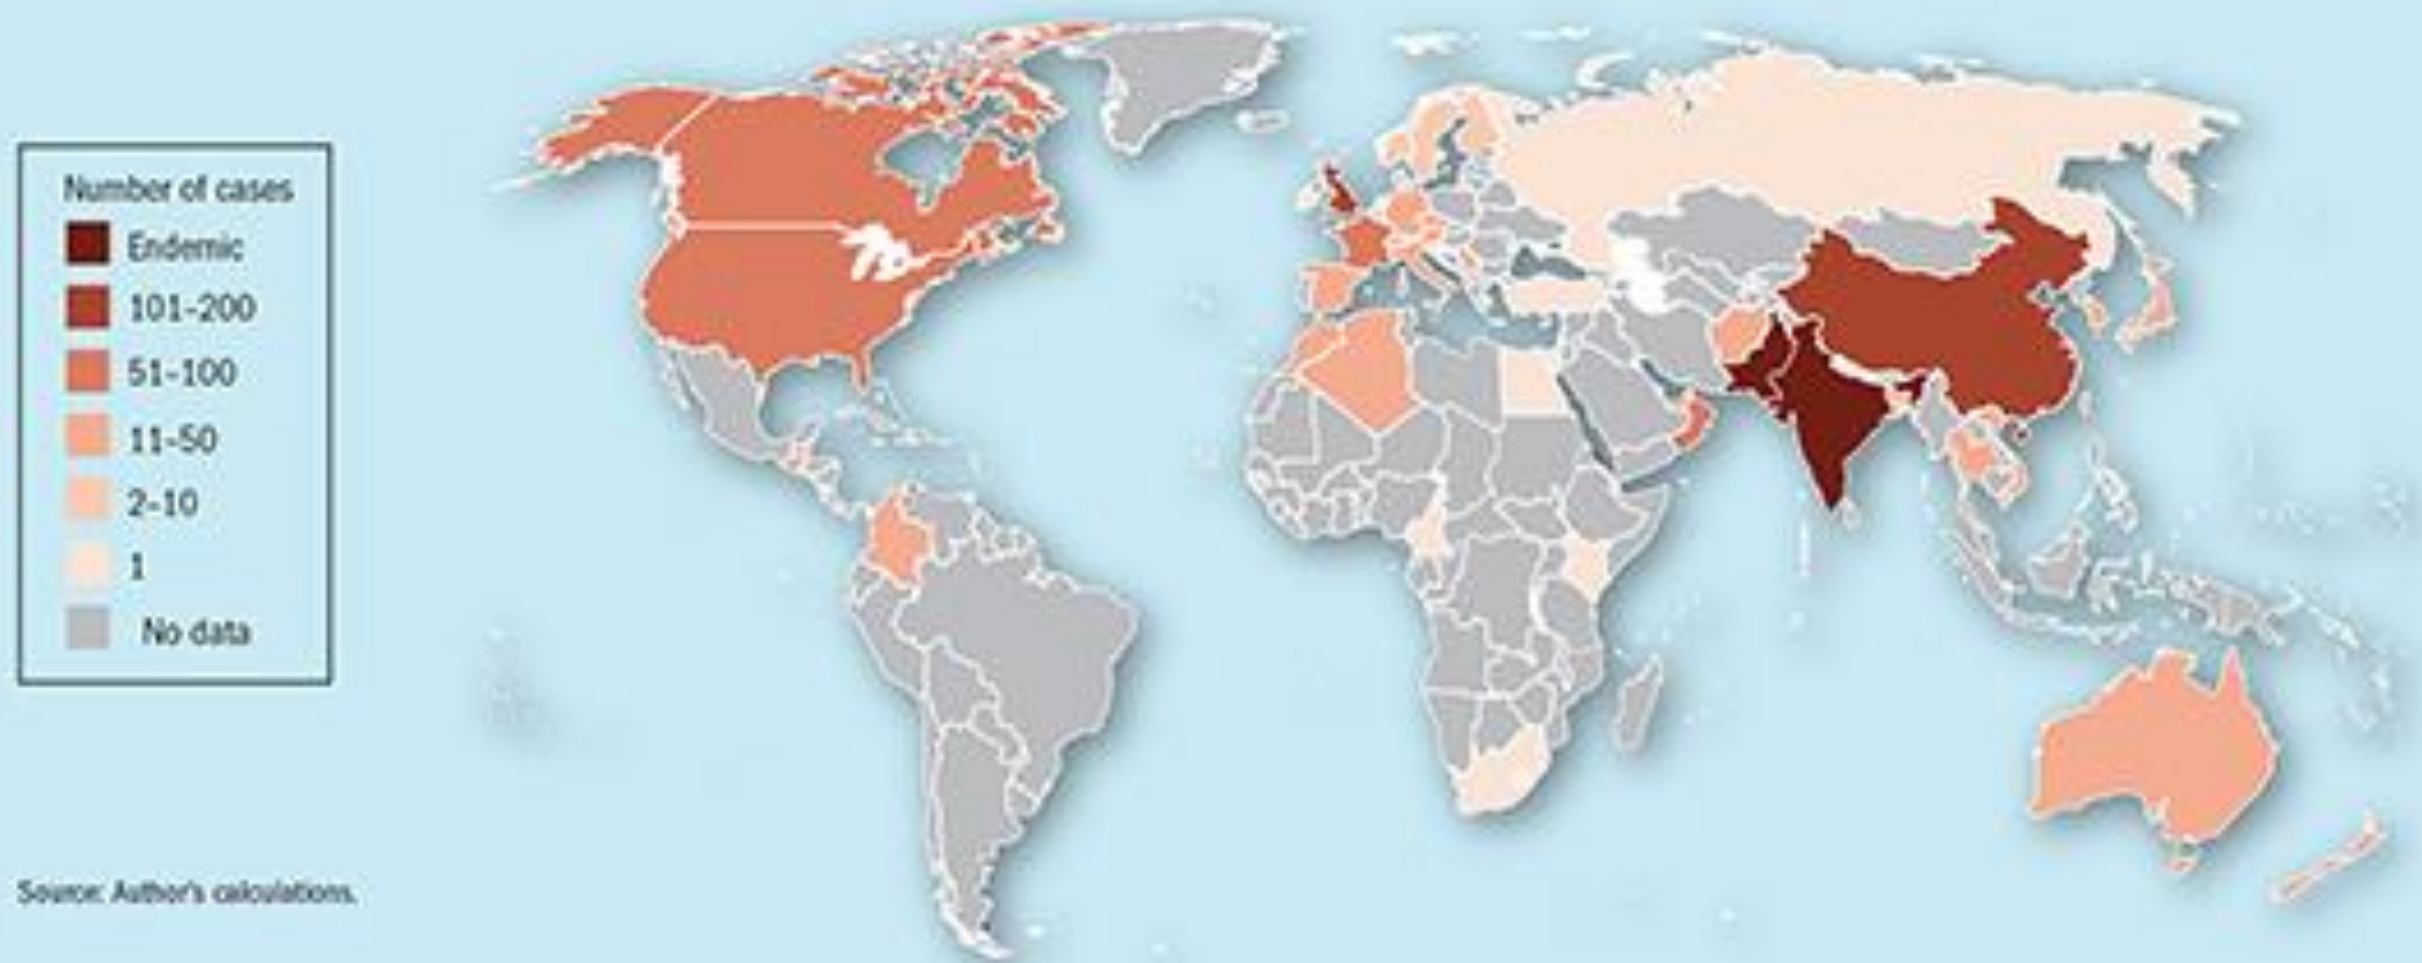 Number of cases
Endemic
101-200
51-100
11-50
2-10
1
No data
Source: Author's calculations.